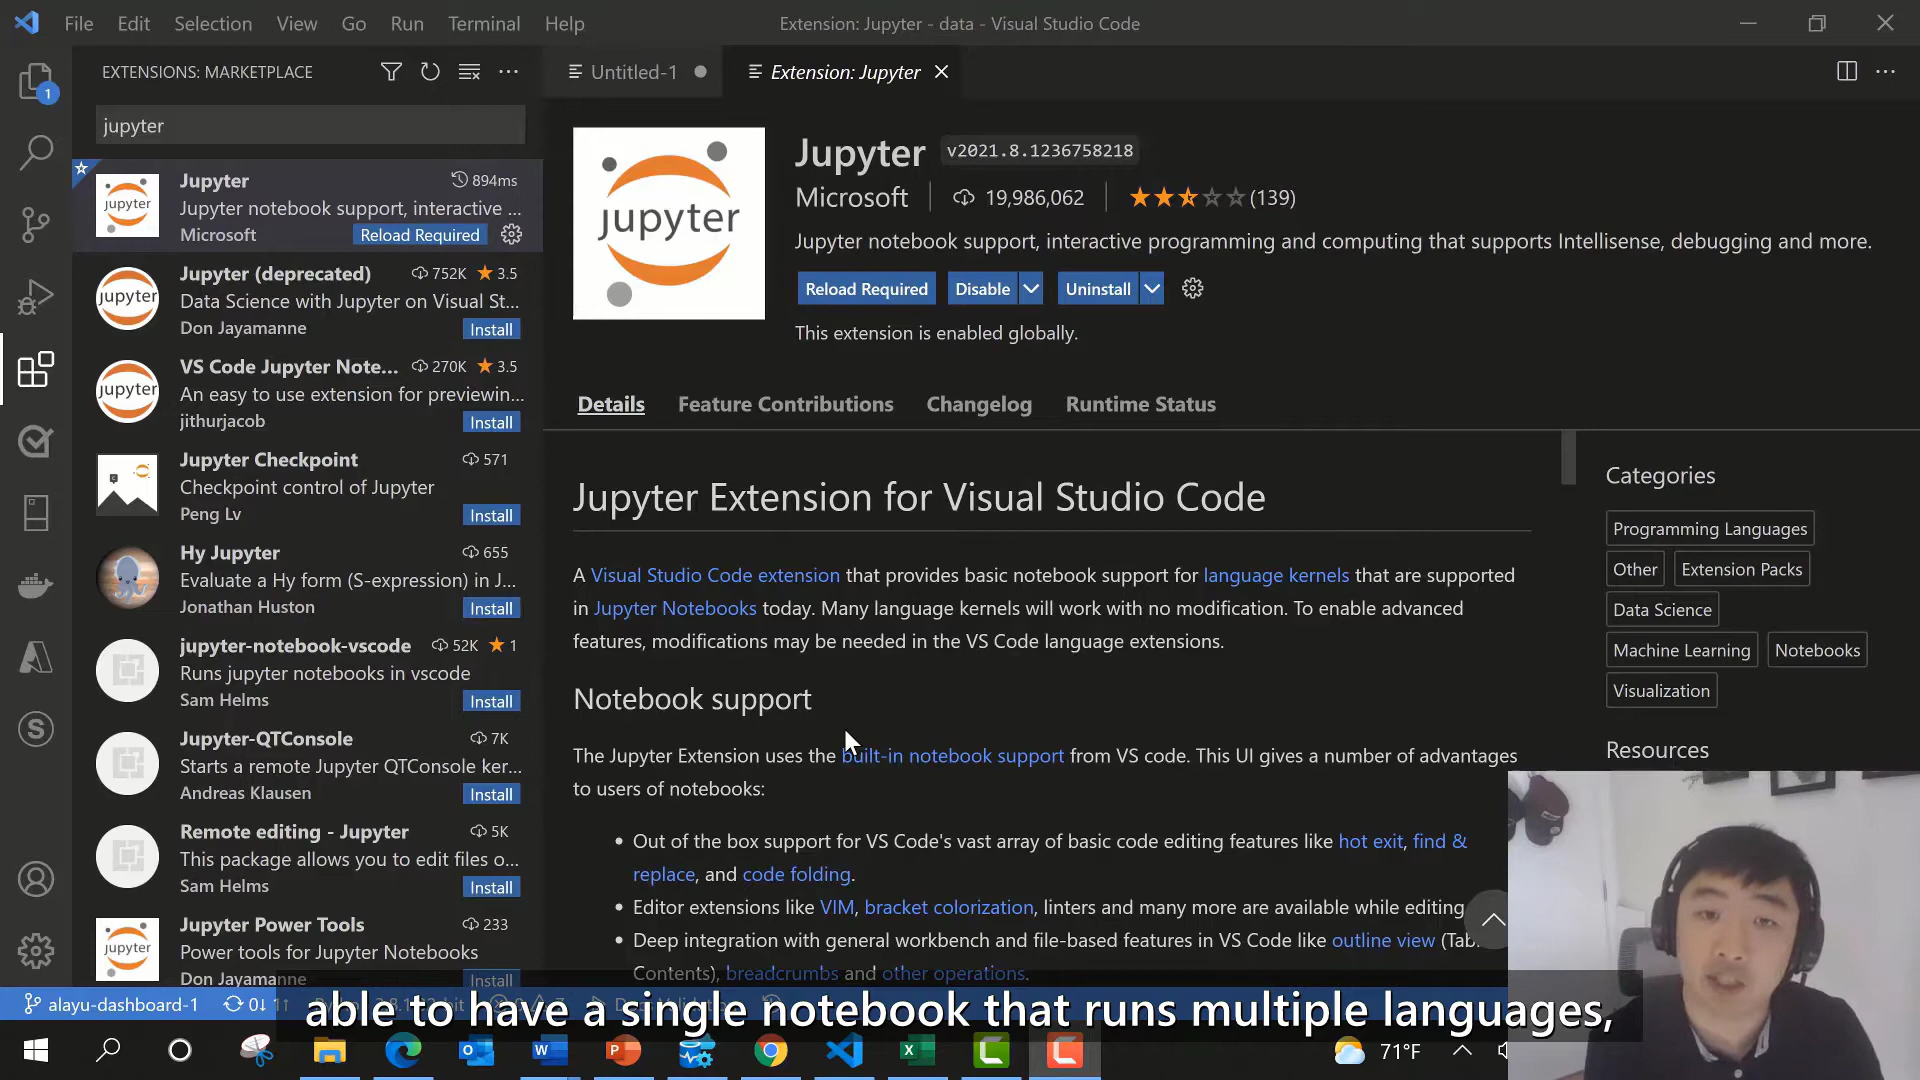 File Edit Selection View Go Run Terminal Help
Extension: Jupyter - data - Visual Studio Code
EXTENSIONS: MARKETPLACE
Untitled-1
Extension: Jupyter
1
jupyter
Jupyter
894ms
Jupyter notebook support, interactive ...
Microsoft
Reload Required
Jupyter (deprecated)
752K
3.5
Data Science with Jupyter on Visual St...
Don Jayamanne
Install
VS Code Jupyter Note...
270K
3.5
An easy to use extension for previewin...
jithurjacob
Install
Jupyter Checkpoint
571
Checkpoint control of Jupyter
Peng Lv
Install
Hy Jupyter
655
Evaluate a Hy form (S-expression) in J...
Jonathan Huston
Install
jupyter-notebook-vscode
52K
1
Runs jupyter notebooks in vscode
Sam Helms
Install
Jupyter-QTConsole
7K
Starts a remote Jupyter QTConsole ker...
Andreas Klausen
Install
Remote editing - Jupyter
5K
This package allows you to edit files o...
Sam Helms
Install
Jupyter Power Tools
233
Power tools for Jupyter Notebooks
Don Jayamanne
Install
jupyter
Jupyter
v2021.8.1236758218
Microsoft
19,986,062
(139)
Jupyter notebook support, interactive programming and computing that supports Intellisense, debugging and more.
Reload Required
Disable
Uninstall
This extension is enabled globally.
Details
Feature Contributions
Changelog
Runtime Status
Jupyter Extension for Visual Studio Code
A Visual Studio Code extension that provides basic notebook support for language kernels that are supported
in Jupyter Notebooks today. Many language kernels will work with no modification. To enable advanced
features, modifications may be needed in the VS Code language extensions.
Notebook support
The Jupyter Extension uses the built-in notebook support from VS code. This UI gives a number of advantages
to users of notebooks:
Out of the box support for VS Code's vast array of basic code editing features like hot exit, find &
replace, and code folding.
Editor extensions like VIM, bracket colorization, linters and many more are available while editing
Deep integration with general workbench and file-based features in VS Code like outline view (Tab
Contents), breadcrumbs and other operations.
Categories
Programming Languages
Other
Extension Packs
Data Science
Machine Learning
Notebooks
Visualization
Resources
alayu-dashboard-1
0↓
able to have a single notebook that runs multiple languages,
71°F